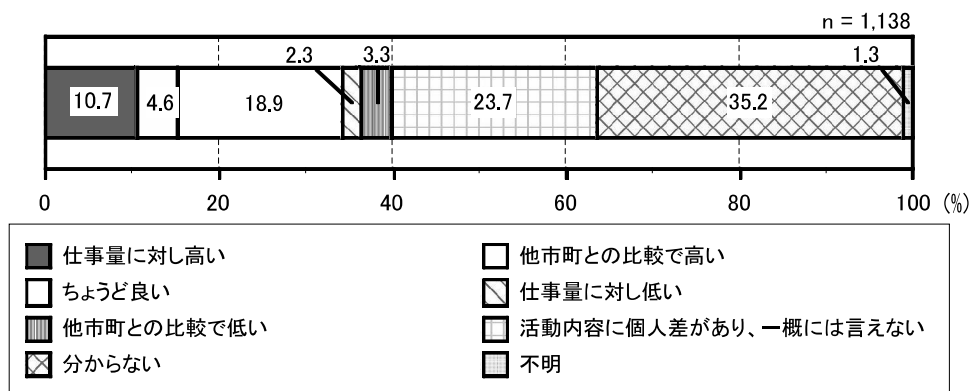 n = 1,138
2.3 3.3 1.3
10.7 4.6 18.9 23.7 35.2
0 20 40 60 80 100 (%)
仕事量に対し高い 他市町との比較で高い
ちょうど良い 仕事量に対し低い
他市町との比較で低い 活動内容に個人差があり、一概には言えない
分からない 不明